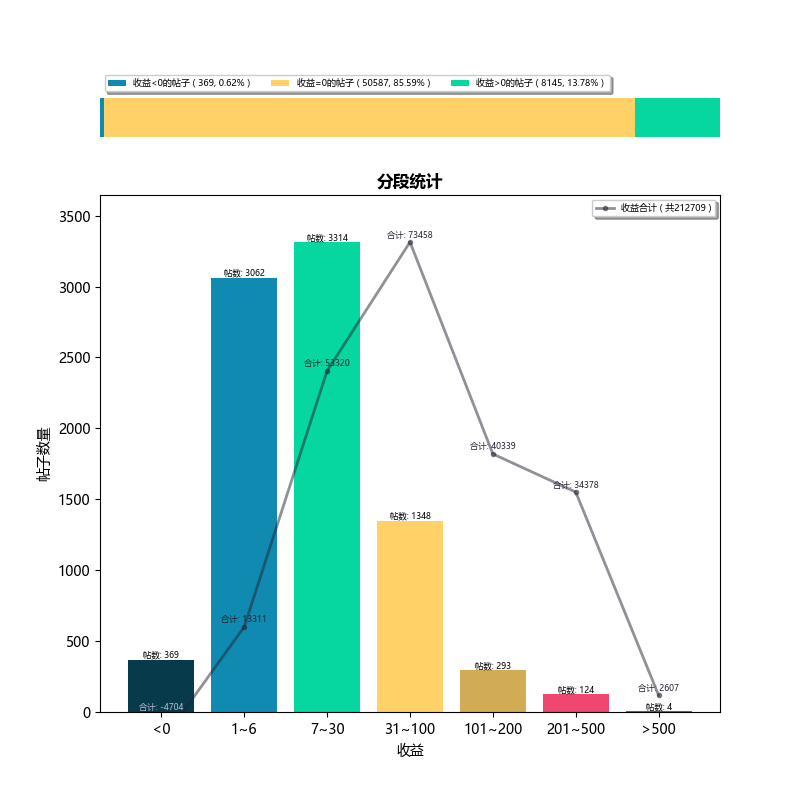 收益<0的帖子 ( 369, 0.62% ) 收益=0的帖子 ( 50587, 85.59% ) 收益>0的帖子 ( 8145, 13.78% )
分段统计
收益合计 ( 共212709 )
帖子数量
3500
3000
2500
2000
1500
1000
500
0
帖数: 369
帖数: 3062
帖数: 3314
帖数: 1348
帖数: 293
帖数: 124
帖数: 4
合计: -4704
合计: 13311
合计: 53320
合计: 73458
合计: 40339
合计: 34378
合计: 2607
<0 1~6 7~30 31~100 101~200 201~500 >500
收益